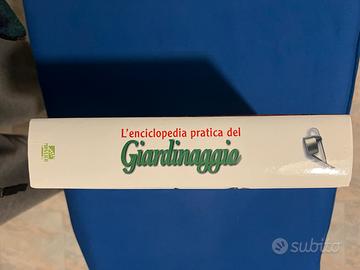 L'enciclopedia pratica del
Giardinaggio
subito